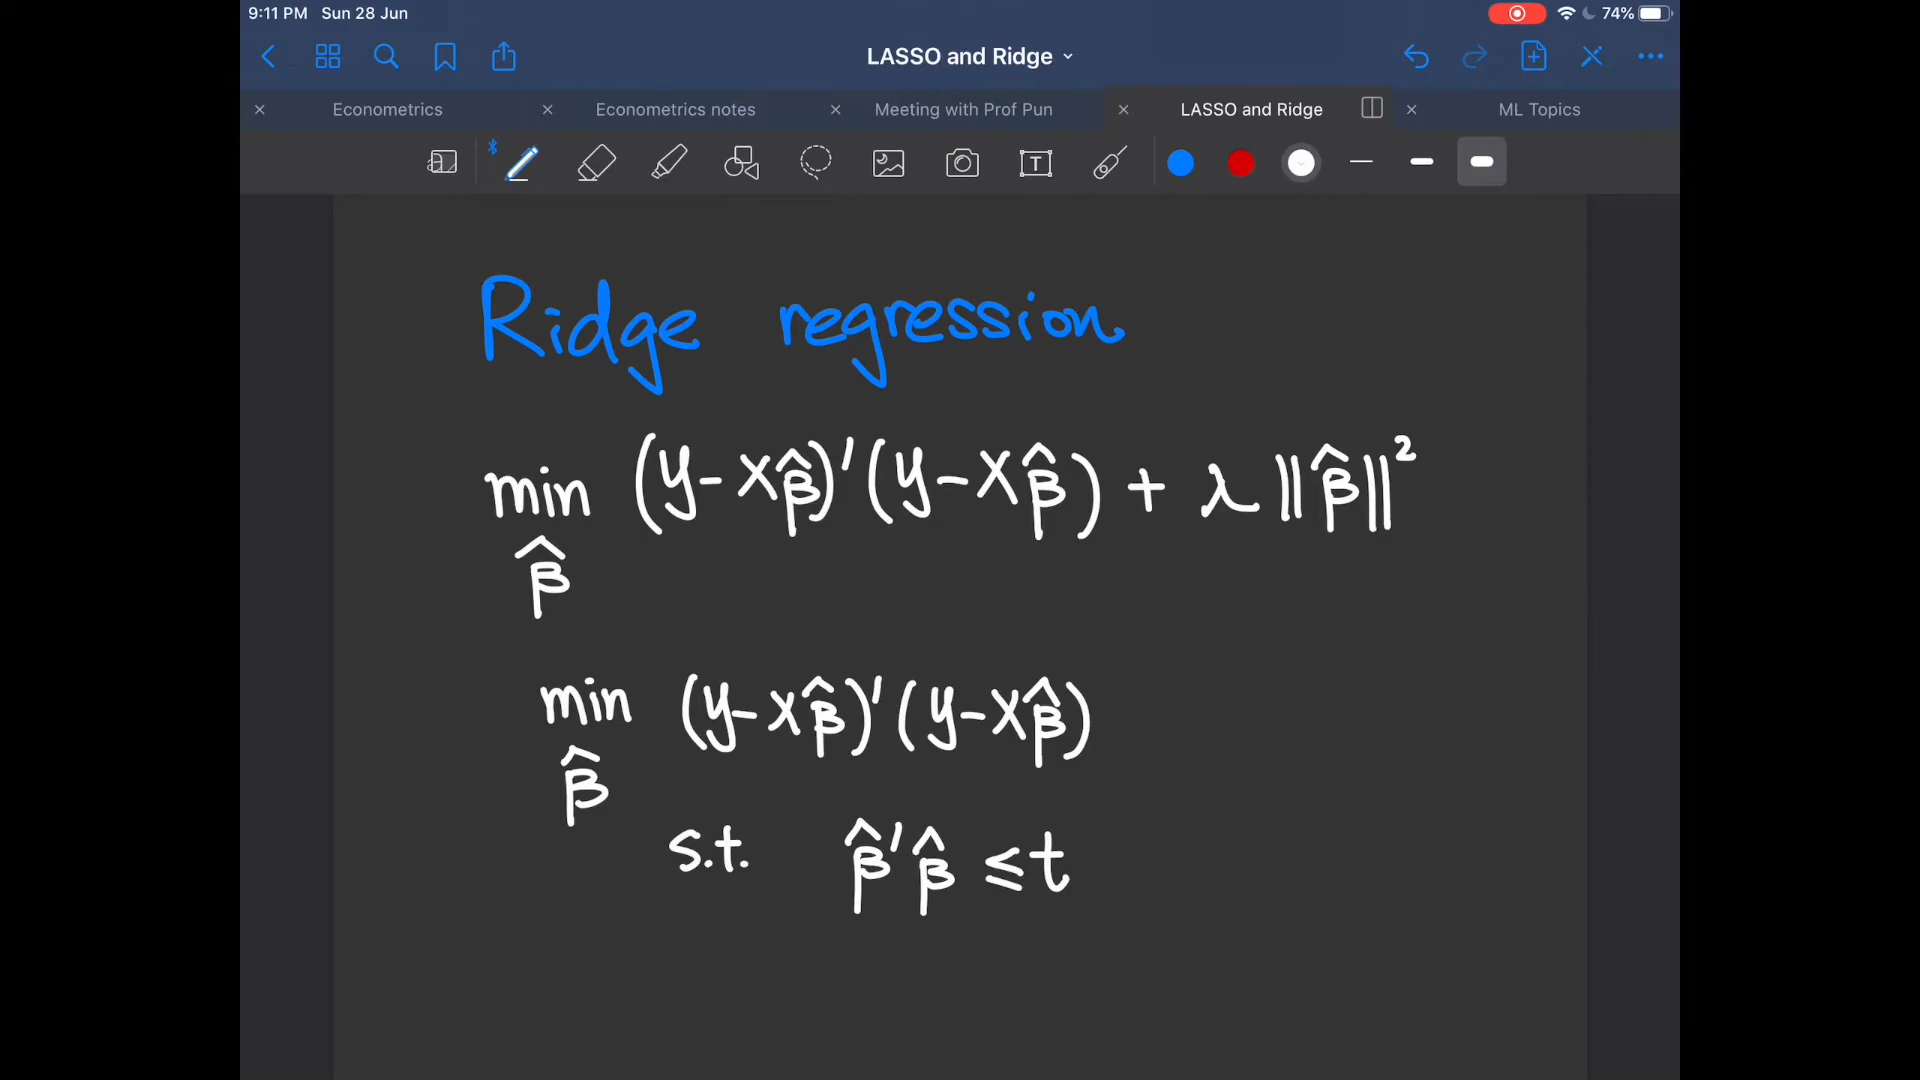 9:11 PM Sun 28 Jun 74%
LASSO and Ridge
Econometrics Econometrics notes Meeting with Prof Pun LASSO and Ridge ML Topics
Ridge regression
min (y-Xβ̂)'(y-Xβ̂) + λ‖β̂‖²
β̂
min (y-Xβ̂)'(y-Xβ̂)
β̂
s.t. β̂'β̂ ≤ t